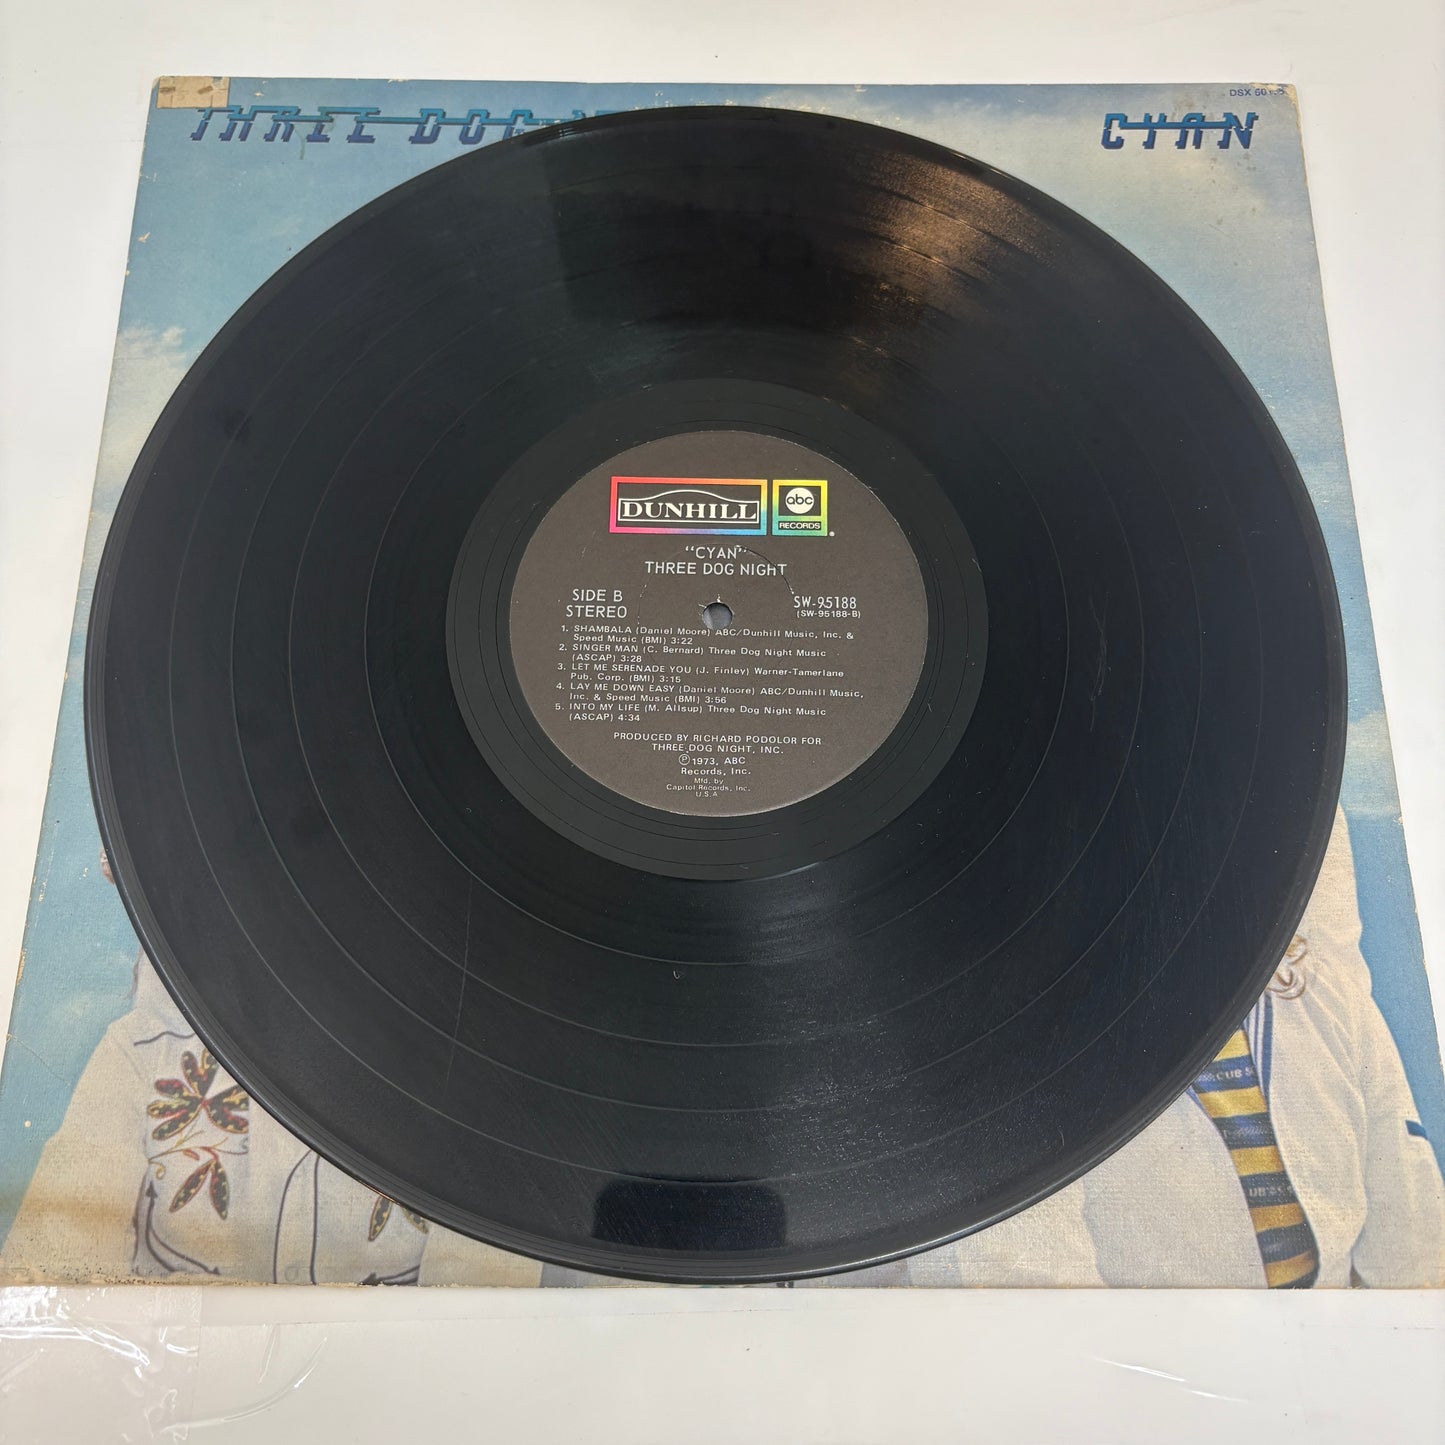 THREE DOG N
CYAN
DUNHILL
abc
RECORDS
"CYAN"
THREE DOG NIGHT
SIDE B
STEREO
SW-95188
(SW-95188-B)
1. SHAMBALA (Daniel Moore) ABC/Dunhill Music, Inc. &
Speed Music (BMI) 3:22
2. SINGER MAN (C. Bernard) Three Dog Night Music
(ASCAP) 3:28
3. LET ME SERENADE YOU (J. Finley) Warner-Tamerlane
Pub. Corp. (BMI) 3:15
4. LAY ME DOWN EASY (Daniel Moore) ABC/Dunhill Music,
Inc. & Speed Music (BMI) 3:56
5. INTO MY LIFE (M. Allsup) Three Dog Night Music
(ASCAP) 4:34
PRODUCED BY RICHARD PODOLOR FOR
THREE DOG NIGHT, INC.
Ⓟ1973, ABC
Records, Inc.
Mfd. by
Capitol Records, Inc.
U.S.A
CUB S